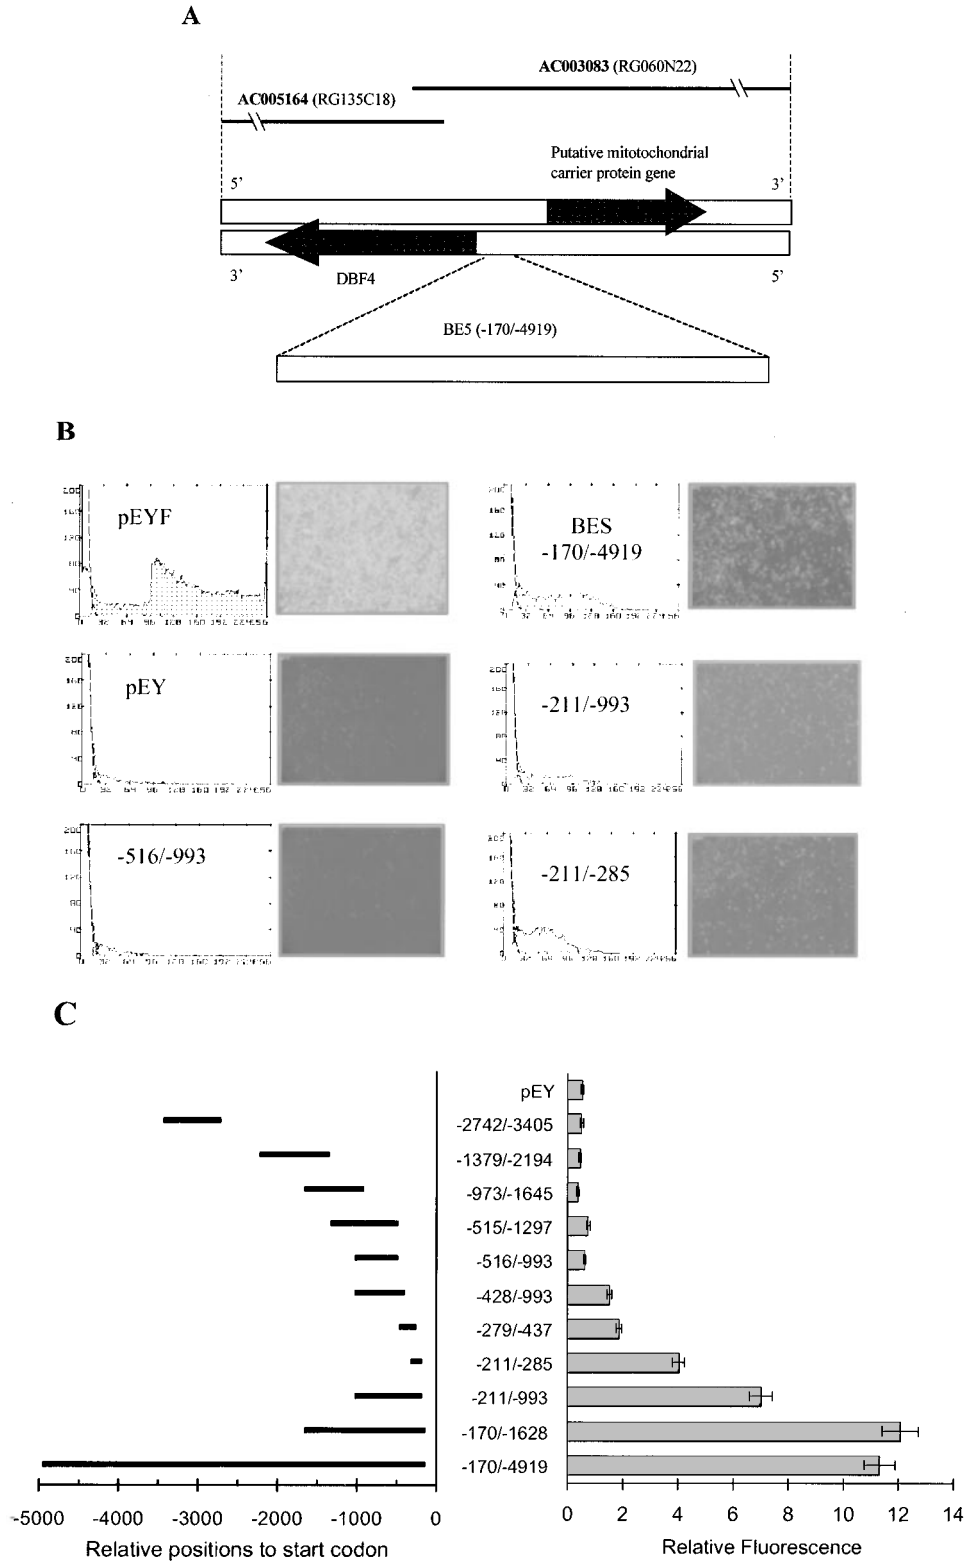 A
AC003083 (RG060N22)
AC005164 (RG135C18)
Putative mitotochondrial
carrier protein gene
5’
3’
3’
DBF4
5’
BE5 (-170/-4919)
B
pEYF
BES
-170/-4919
pEY
-211/-993
-516/-993
-211/-285
C
pEY
-2742/-3405
-1379/-2194
-973/-1645
-515/-1297
-516/-993
-428/-993
-279/-437
-211/-285
-211/-993
-170/-1628
-170/-4919
-5000 -4000 -3000 -2000 -1000 0
0 2 4 6 8 10 12 14
Relative positions to start codon
Relative Fluorescence